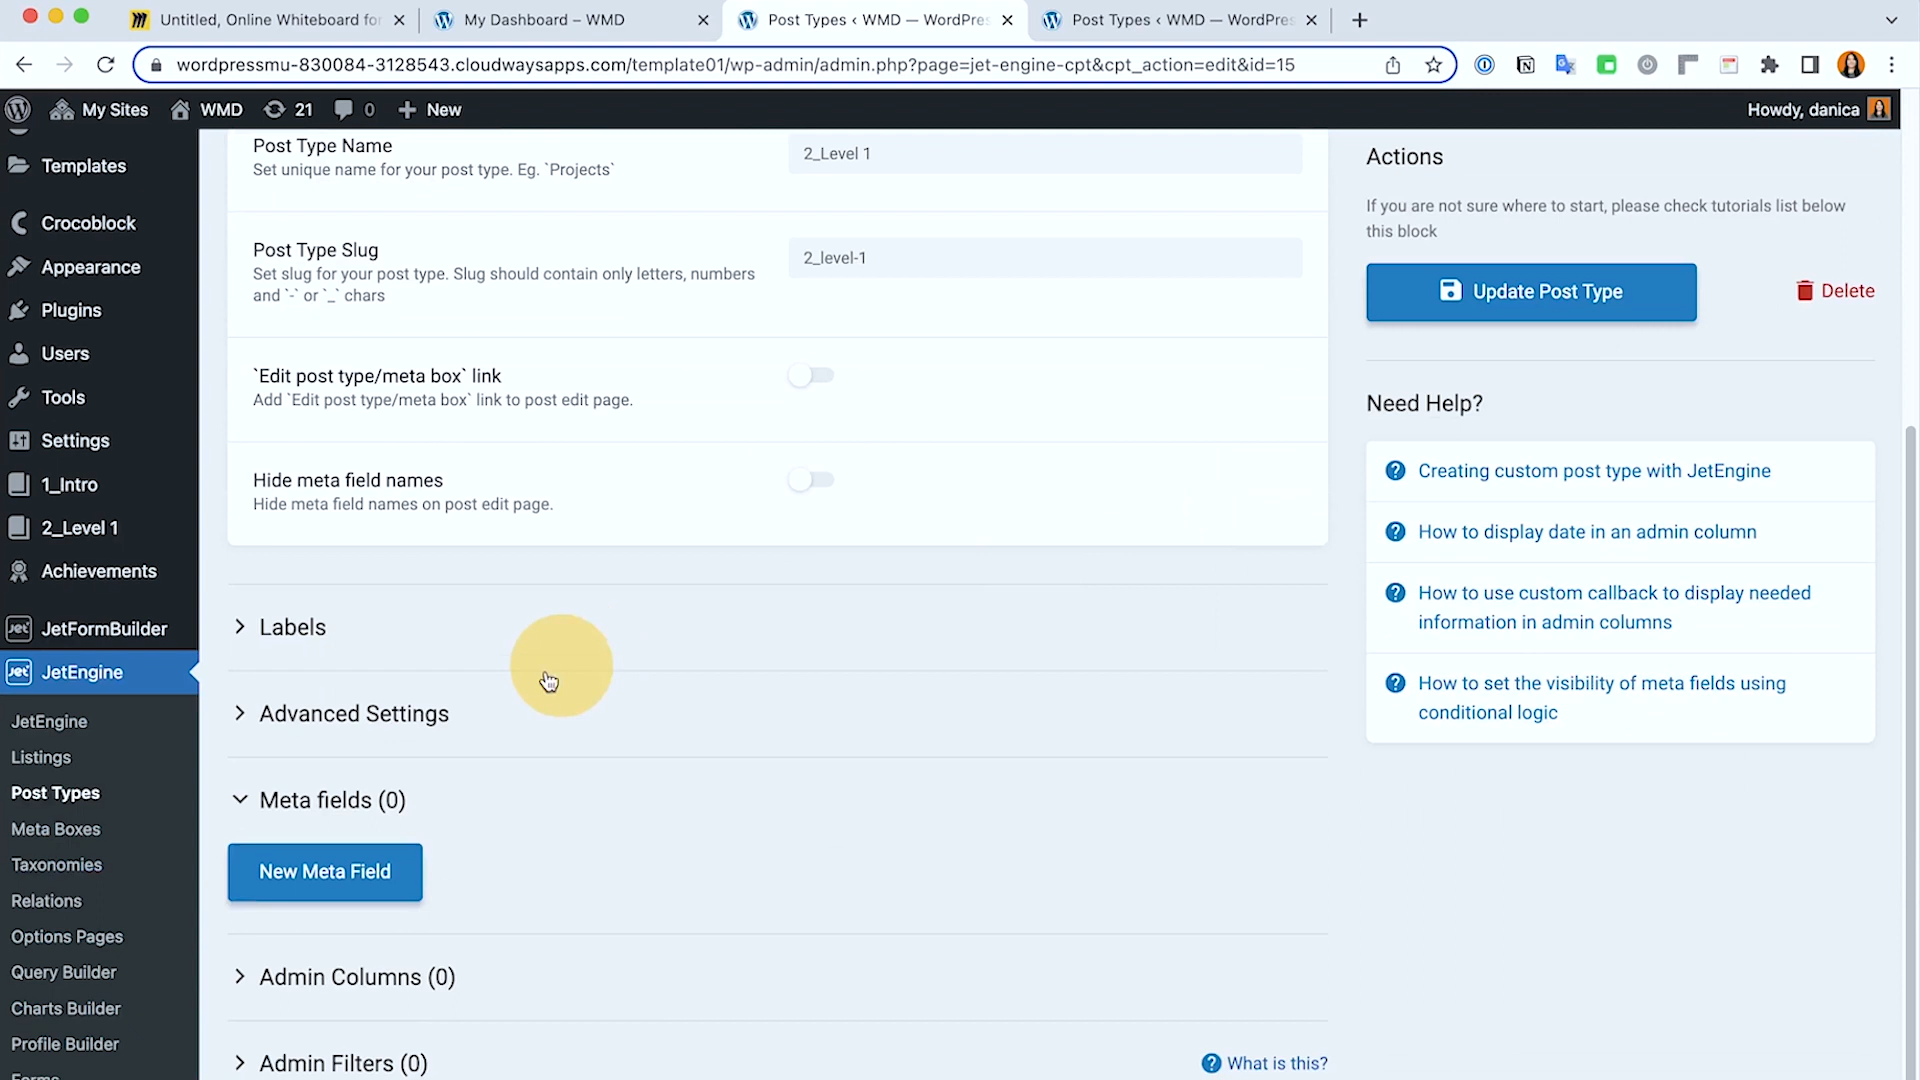 Untitled, Online Whiteboard for
My Dashboard – WMD
Post Types ‹ WMD — WordPres
Post Types ‹ WMD — WordPres
wordpressmu-830084-3128543.cloudwaysapps.com/template01/wp-admin/admin.php?page=jet-engine-cpt&cpt_action=edit&id=15
My Sites
WMD
21
0
New
Howdy, danica
Templates
Crocoblock
Appearance
Plugins
Users
Tools
Settings
1_Intro
2_Level 1
Achievements
JetFormBuilder
JetEngine
JetEngine
Listings
Post Types
Meta Boxes
Taxonomies
Relations
Options Pages
Query Builder
Charts Builder
Profile Builder
Forms
Post Type Name
Set unique name for your post type. Eg. `Projects`
2_Level 1
Post Type Slug
Set slug for your post type. Slug should contain only letters, numbers
and `-` or `_` chars
2_level-1
`Edit post type/meta box` link
Add `Edit post type/meta box` link to post edit page.
Hide meta field names
Hide meta field names on post edit page.
Labels
Advanced Settings
Meta fields (0)
New Meta Field
Admin Columns (0)
Admin Filters (0)
What is this?
Actions
If you are not sure where to start, please check tutorials list below
this block
Update Post Type
Delete
Need Help?
Creating custom post type with JetEngine
How to display date in an admin column
How to use custom callback to display needed
information in admin columns
How to set the visibility of meta fields using
conditional logic